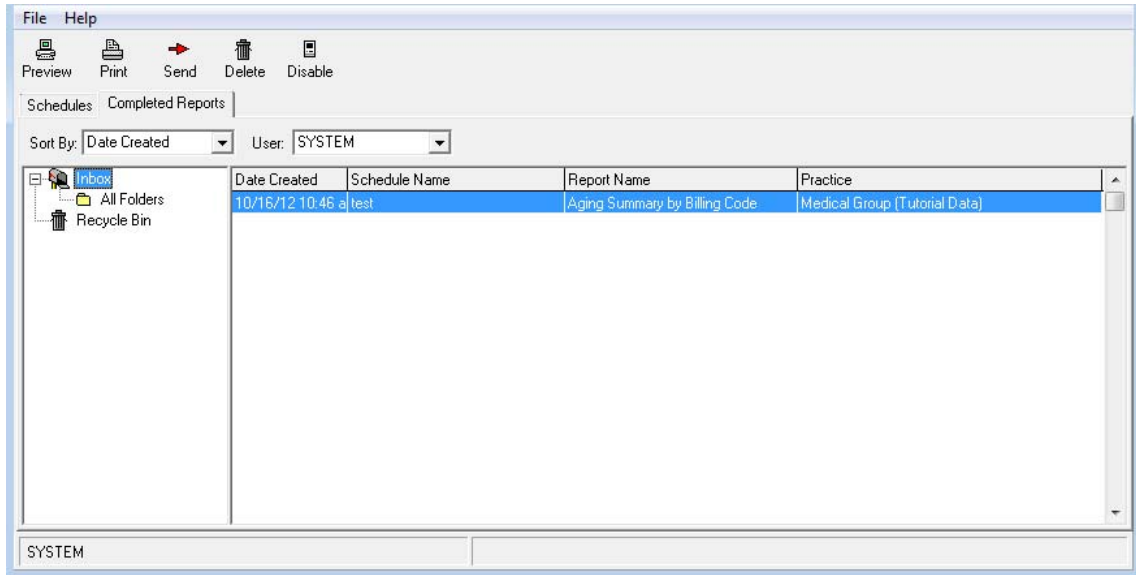 File Help
Preview Print Send Delete Disable
Schedules Completed Reports
Sort By: Date Created User: SYSTEM
Inbox
All Folders
Recycle Bin
Date Created Schedule Name Report Name Practice
10/16/12 10:46 a test Aging Summary by Billing Code Medical Group (Tutorial Data)
SYSTEM